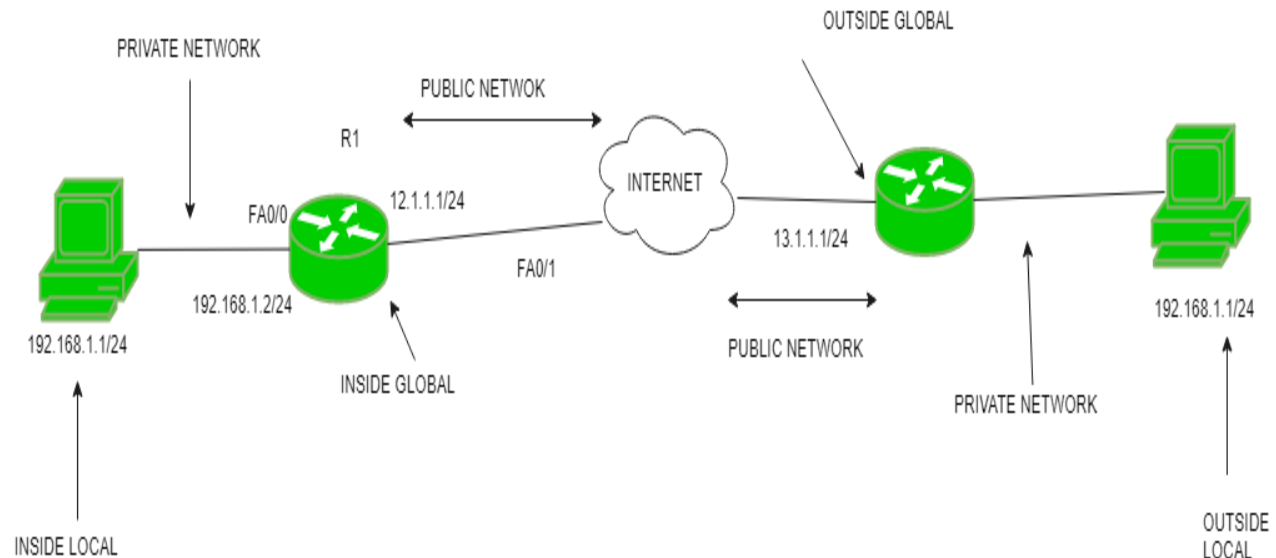 OUTSIDE GLOBAL
PRIVATE NETWORK
PUBLIC NETWOK
R1
INTERNET
12.1.1.1/24
FA0/0
13.1.1.1/24
FA0/1
192.168.1.2/24
192.168.1.1/24
192.168.1.1/24
PUBLIC NETWORK
INSIDE GLOBAL
PRIVATE NETWORK
OUTSIDE
LOCAL
INSIDE LOCAL